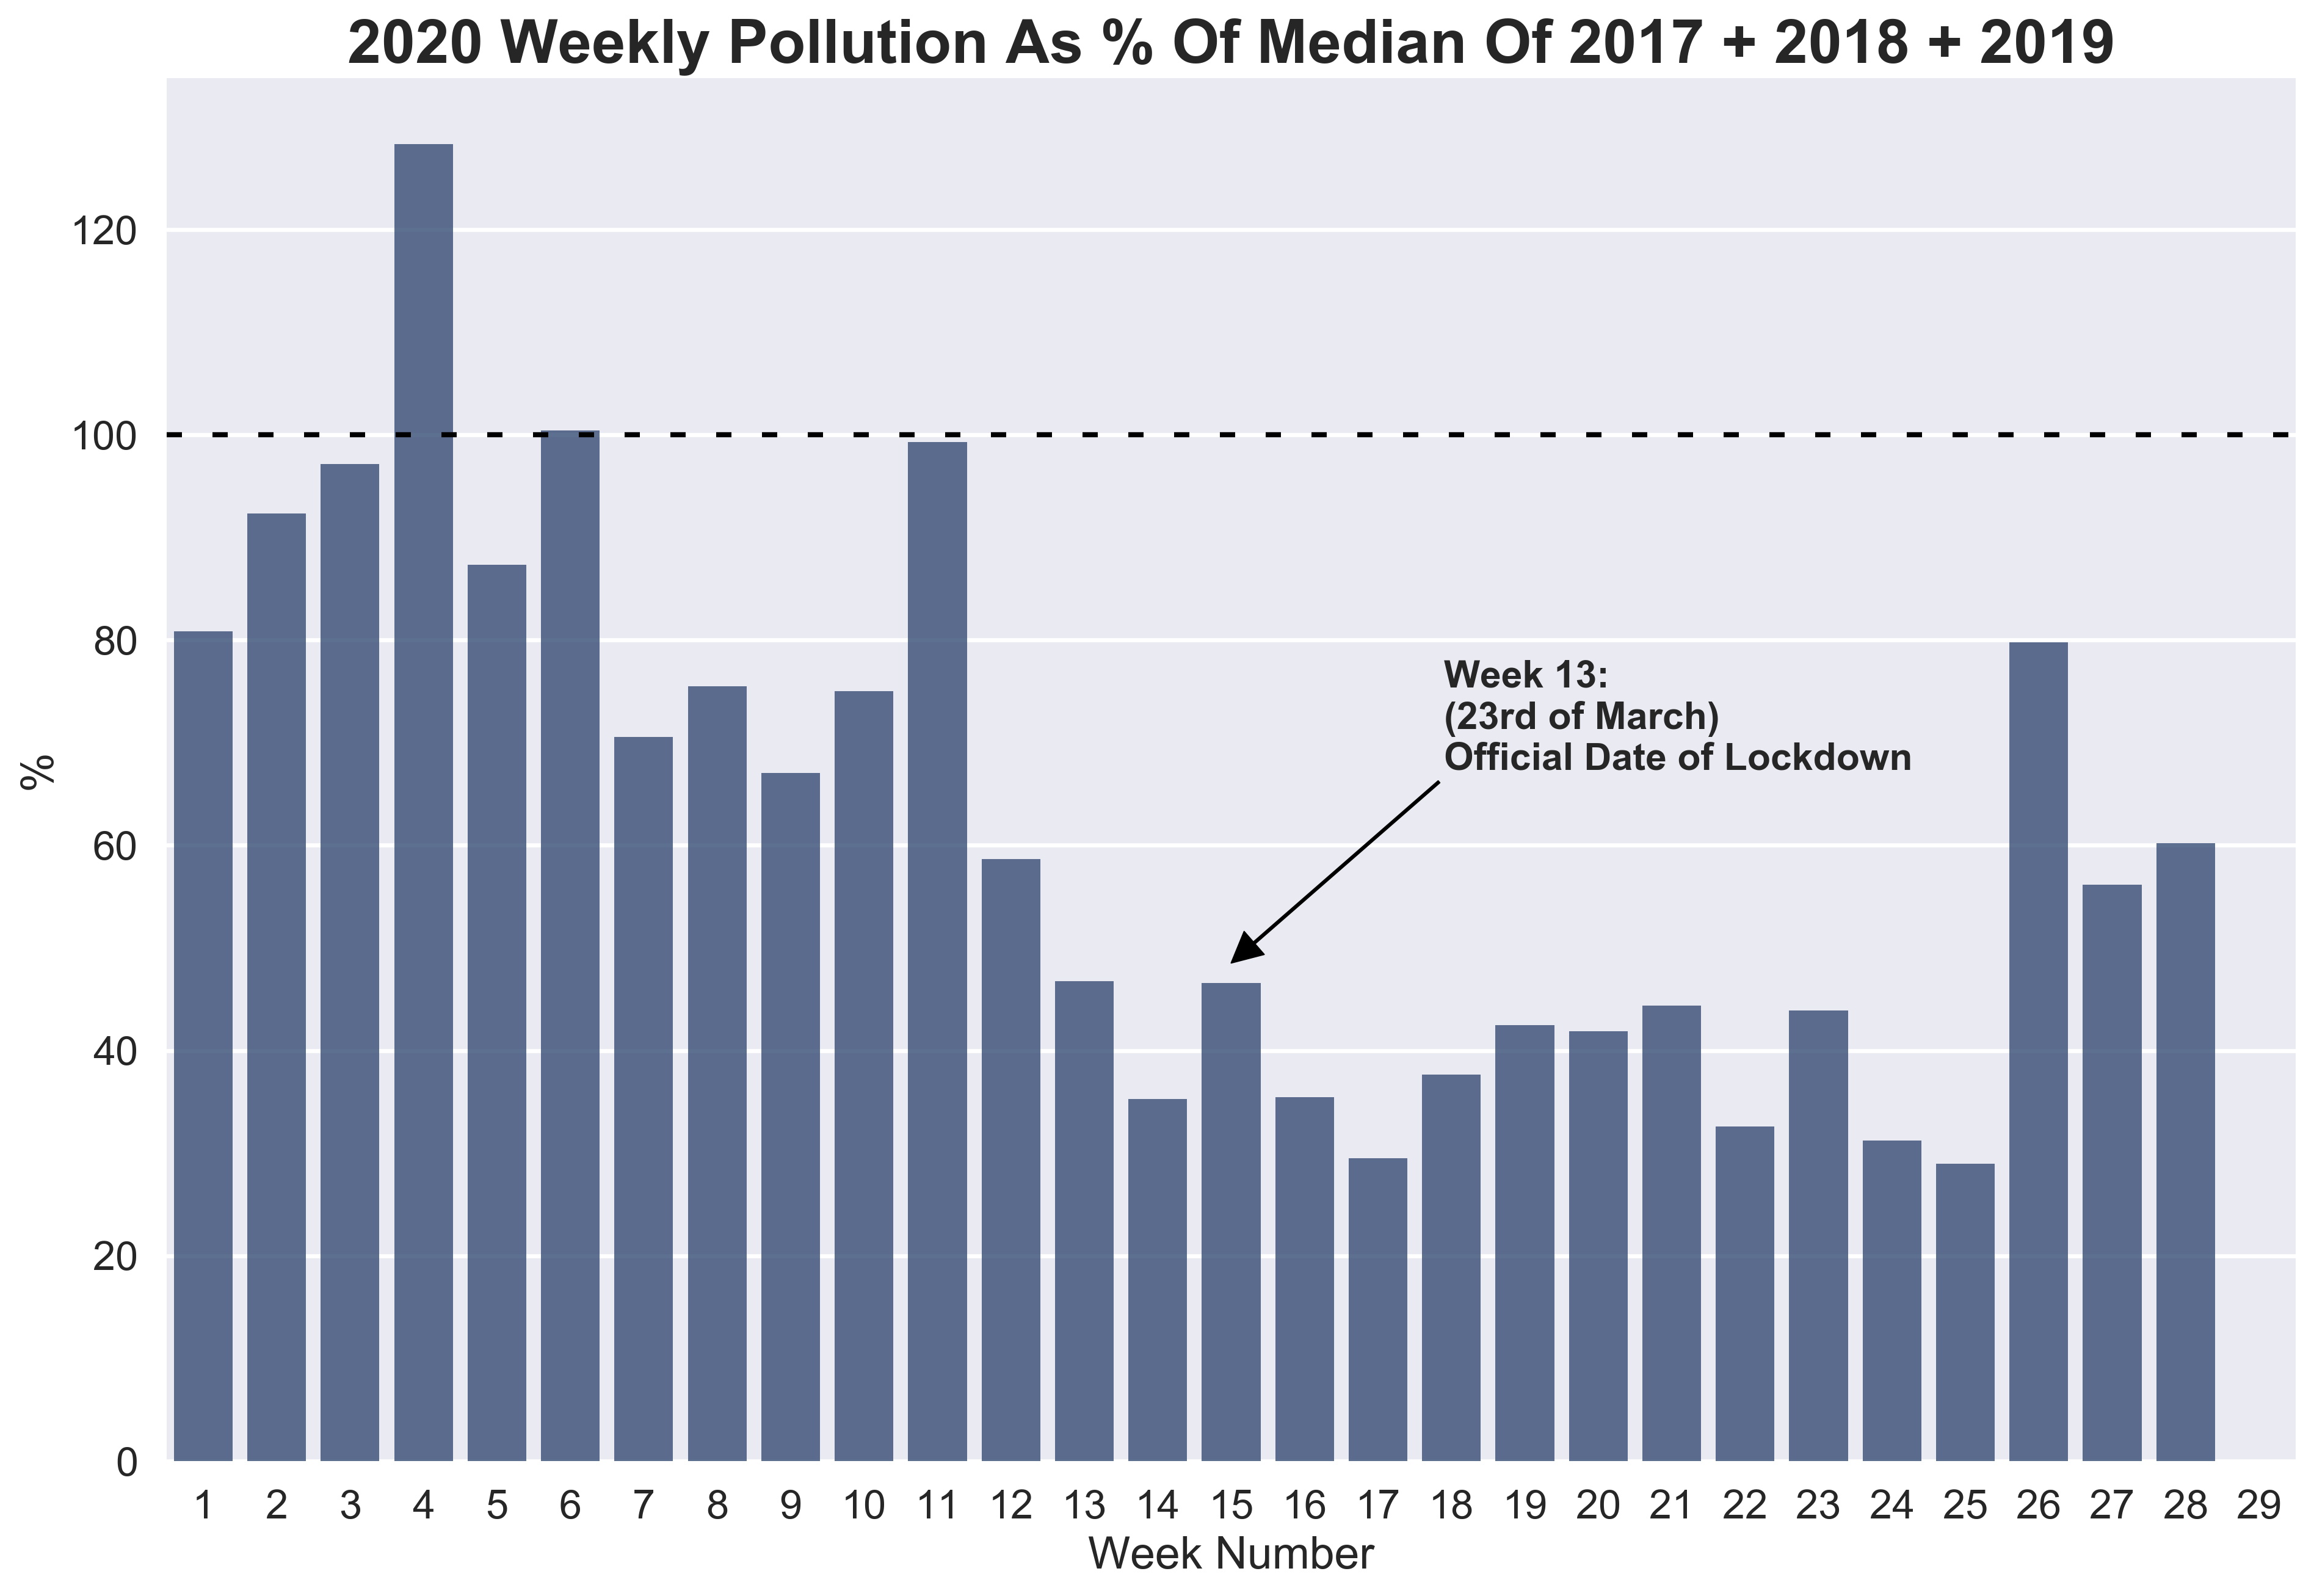 2020 Weekly Pollution As % Of Median Of 2017 + 2018 + 2019
120
100
80
60
40
20
0
%
Week 13:
(23rd of March)
Official Date of Lockdown
1 2 3 4 5 6 7 8 9 10 11 12 13 14 15 16 17 18 19 20 21 22 23 24 25 26 27 28 29
Week Number